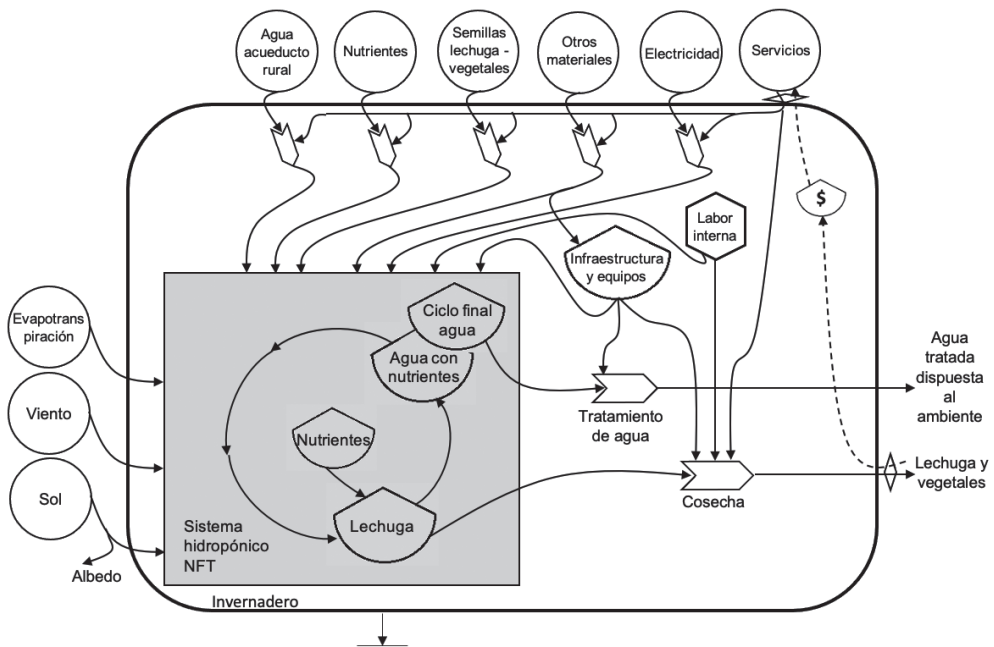 Agua
acueducto
rural
Nutrientes
Semillas
lechuga -
vegetales
Otros
materiales
Electricidad
Servicios
$
Labor
interna
Infraestructura
y equipos
Evapotrans
piración
Viento
Sol
Albedo
Ciclo final
agua
Agua con
nutrientes
Nutrientes
Lechuga
Sistema
hidropónico
NFT
Invernadero
Tratamiento
de agua
Cosecha
Agua
tratada
dispuesta
al
ambiente
Lechuga y
vegetales